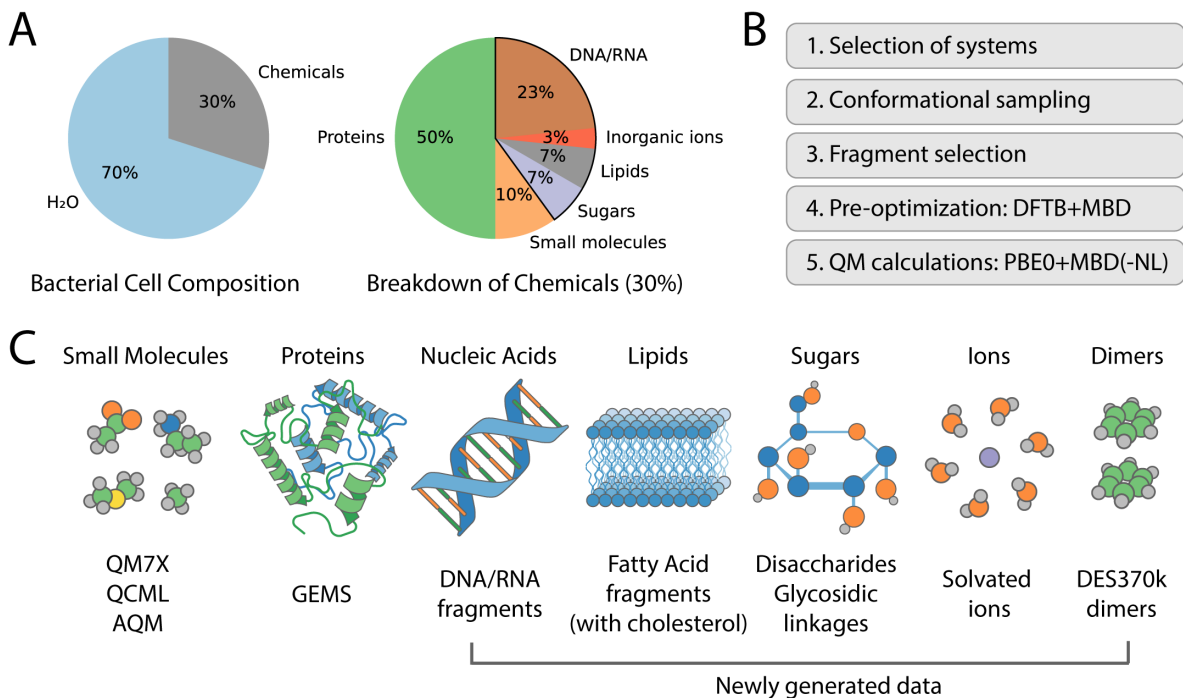 A
Chemicals
30%
70%
H₂O
Bacterial Cell Composition
DNA/RNA
23%
Proteins
50%
3%
Inorganic ions
7%
Lipids
7%
Sugars
10%
Small molecules
Breakdown of Chemicals (30%)
B
1. Selection of systems
2. Conformational sampling
3. Fragment selection
4. Pre-optimization: DFTB+MBD
5. QM calculations: PBE0+MBD(-NL)
C
Small Molecules
Proteins
Nucleic Acids
Lipids
Sugars
Ions
Dimers
QM7X
QCML
AQM
GEMS
DNA/RNA
fragments
Fatty Acid
fragments
(with cholesterol)
Disaccharides
Glycosidic
linkages
Solvated
ions
DES370k
dimers
Newly generated data